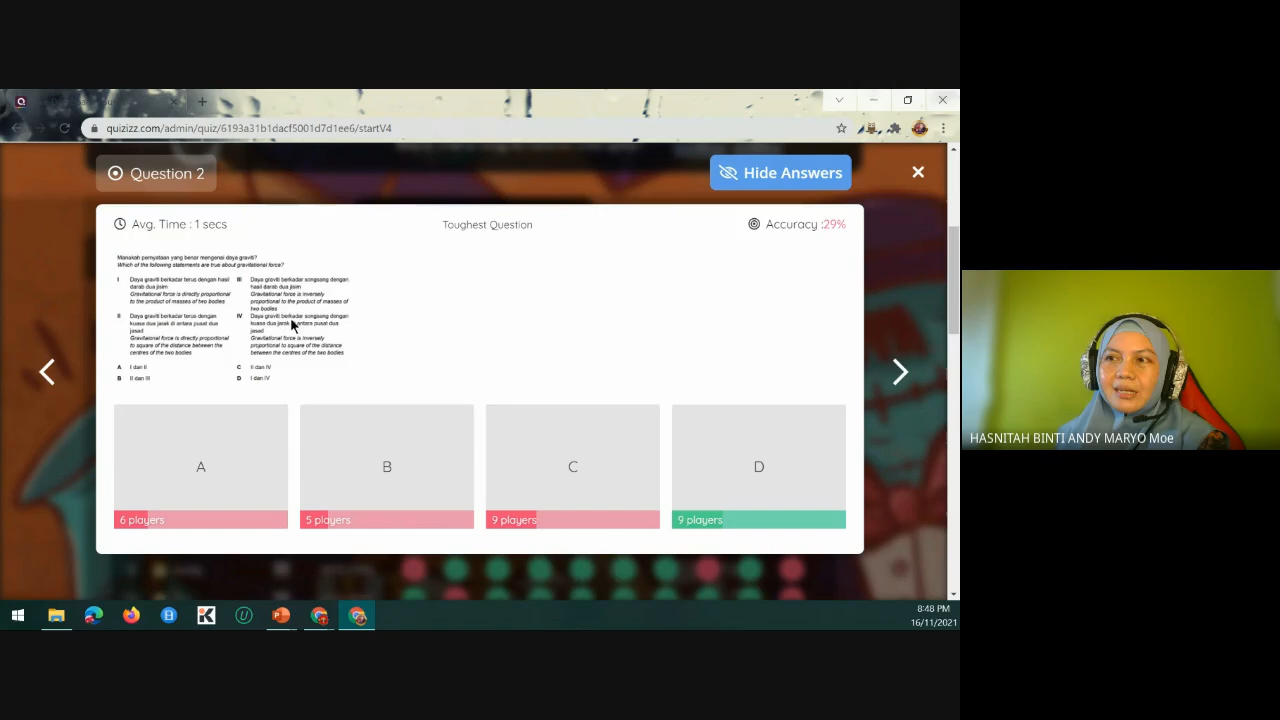 quizizz.com/admin/quiz/6193a31b1dacf5001d7d1ee6/startV4
Question 2
Hide Answers
Avg. Time : 1 secs
Toughest Question
Accuracy :29%
Manakah pernyataan yang benar mengenai daya graviti?
Which of the following statements are true about gravitational force?
I Daya graviti berkadar terus dengan hasil
darab dua jisim
Gravitational force is directly proportional
to the product of masses of two bodies
II Daya graviti berkadar terus dengan
kuasa dua jarak di antara pusat dua
jasad
Gravitational force is directly proportional
to square of the distance between the
centres of the two bodies
III Daya graviti berkadar songsang dengan
hasil darab dua jisim
Gravitational force is inversely
proportional to the product of masses of
two bodies
IV Daya graviti berkadar songsang dengan
kuasa dua jarak antara pusat dua
jasad
Gravitational force is inversely
proportional to square of the distance
between the centres of the two bodies
A I dan II
B II dan III
C II dan IV
D I dan IV
A
B
C
D
6 players
5 players
9 players
9 players
8:48 PM
16/11/2021
HASNITAH BINTI ANDY MARYO Moe